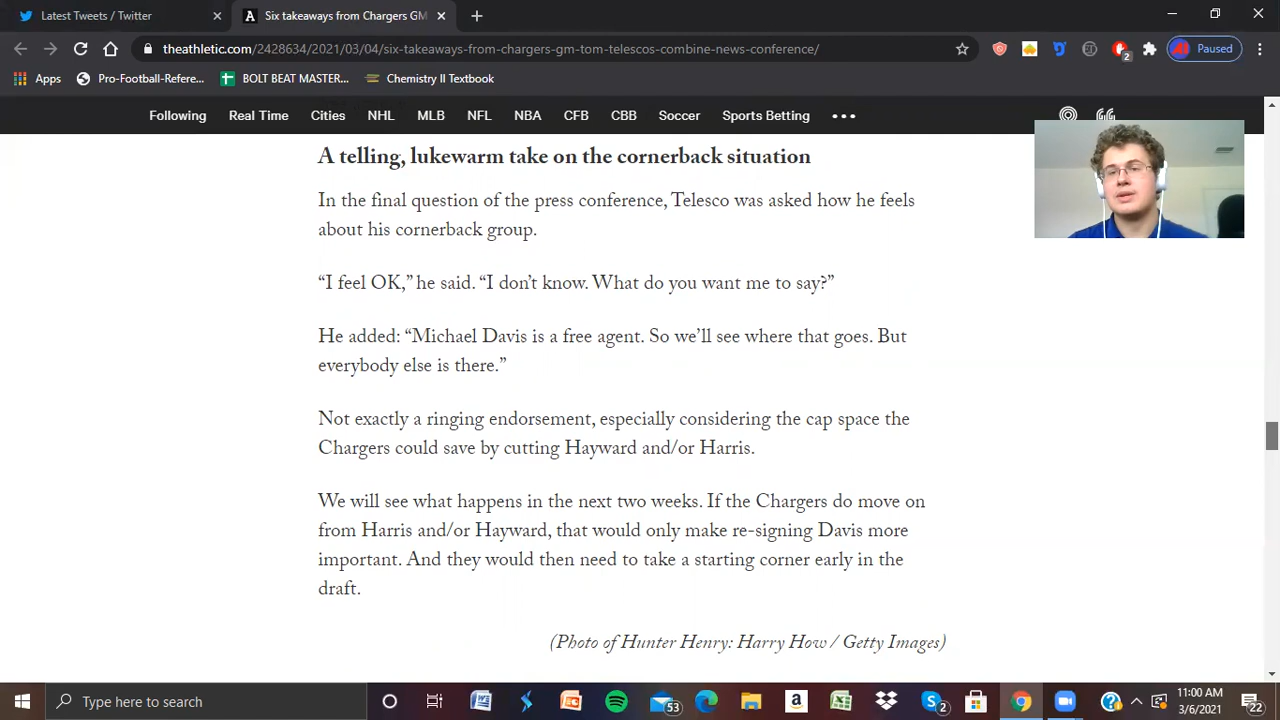 Latest Tweets / Twitter
Six takeaways from Chargers GM
theathletic.com/2428634/2021/03/04/six-takeaways-from-chargers-gm-tom-telescos-combine-news-conference/
Paused
2
Apps
Pro-Football-Refere...
BOLT BEAT MASTER...
Chemistry II Textbook
Following
Real Time
Cities
NHL
MLB
NFL
NBA
CFB
CBB
Soccer
Sports Betting
A telling, lukewarm take on the cornerback situation
In the final question of the press conference, Telesco was asked how he feels
about his cornerback group.
“I feel OK,” he said. “I don’t know. What do you want me to say?”
He added: “Michael Davis is a free agent. So we’ll see where that goes. But
everybody else is there.”
Not exactly a ringing endorsement, especially considering the cap space the
Chargers could save by cutting Hayward and/or Harris.
We will see what happens in the next two weeks. If the Chargers do move on
from Harris and/or Hayward, that would only make re-signing Davis more
important. And they would then need to take a starting corner early in the
draft.
(Photo of Hunter Henry: Harry How / Getty Images)
Type here to search
53
2
11:00 AM
3/6/2021
22